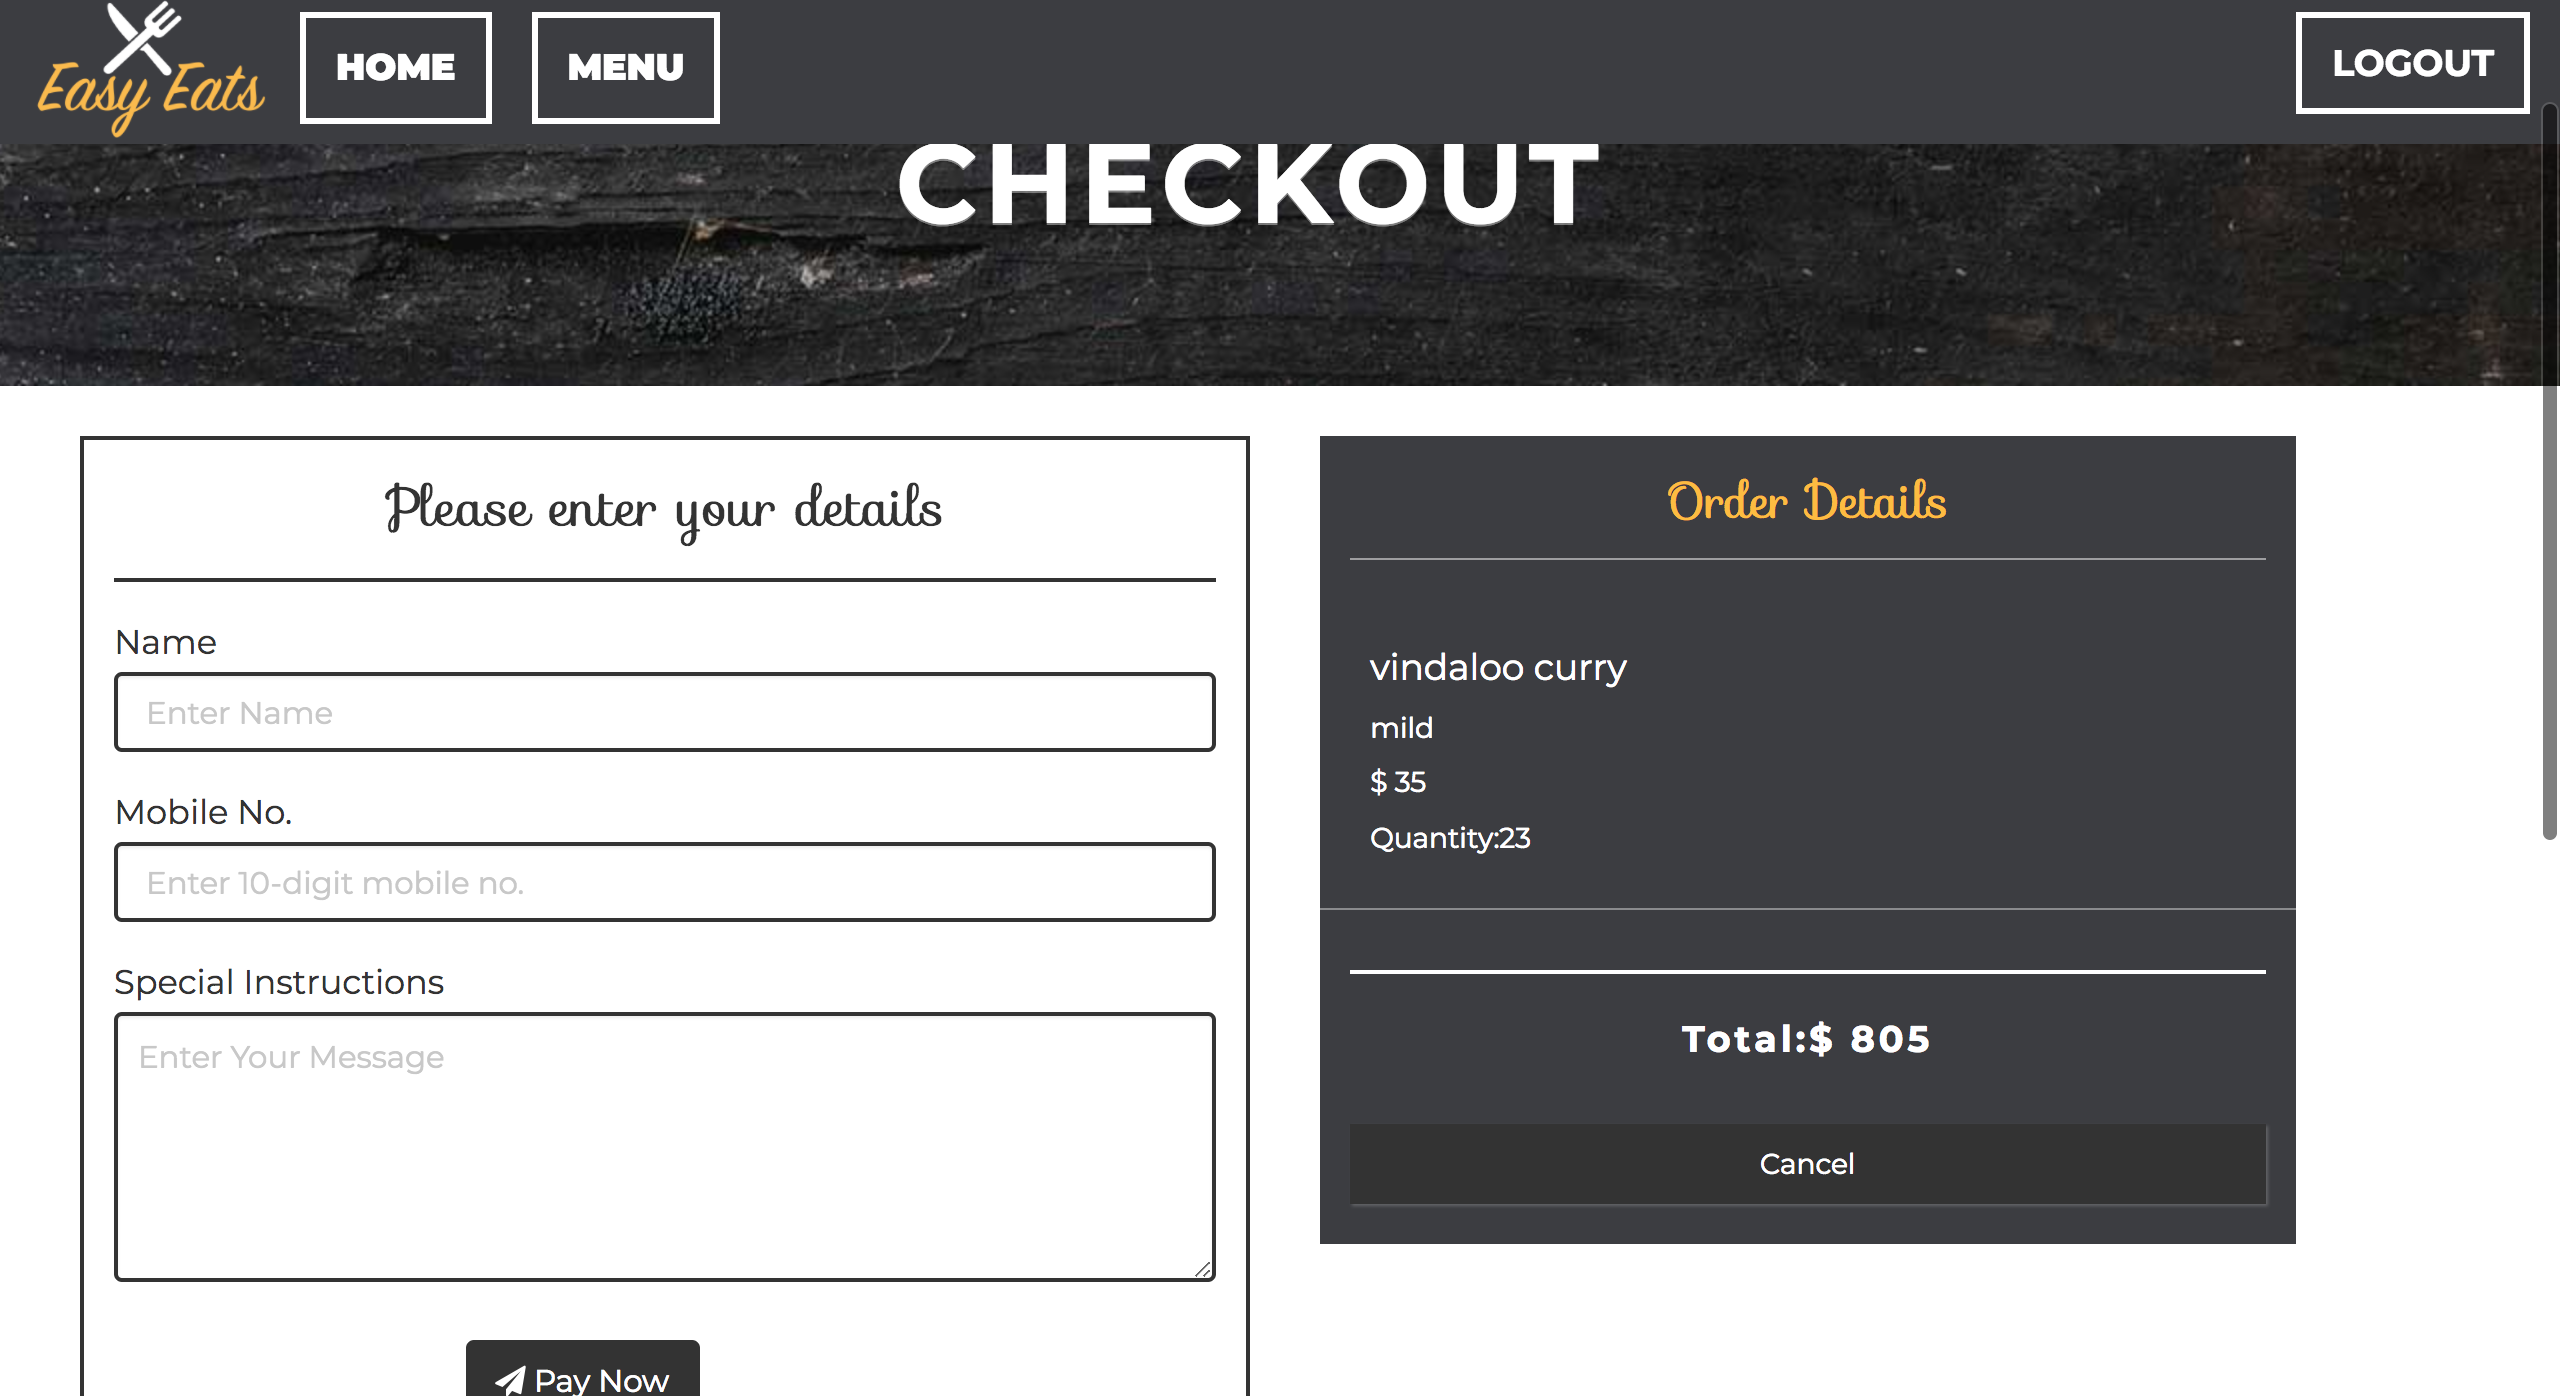 Easy Eats
HOME
MENU
LOGOUT
CHECKOUT
Please enter your details
Name
Enter Name
Mobile No.
Enter 10-digit mobile no.
Special Instructions
Enter Your Message
Pay Now
Order Details
vindaloo curry
mild
$ 35
Quantity:23
Total:$ 805
Cancel